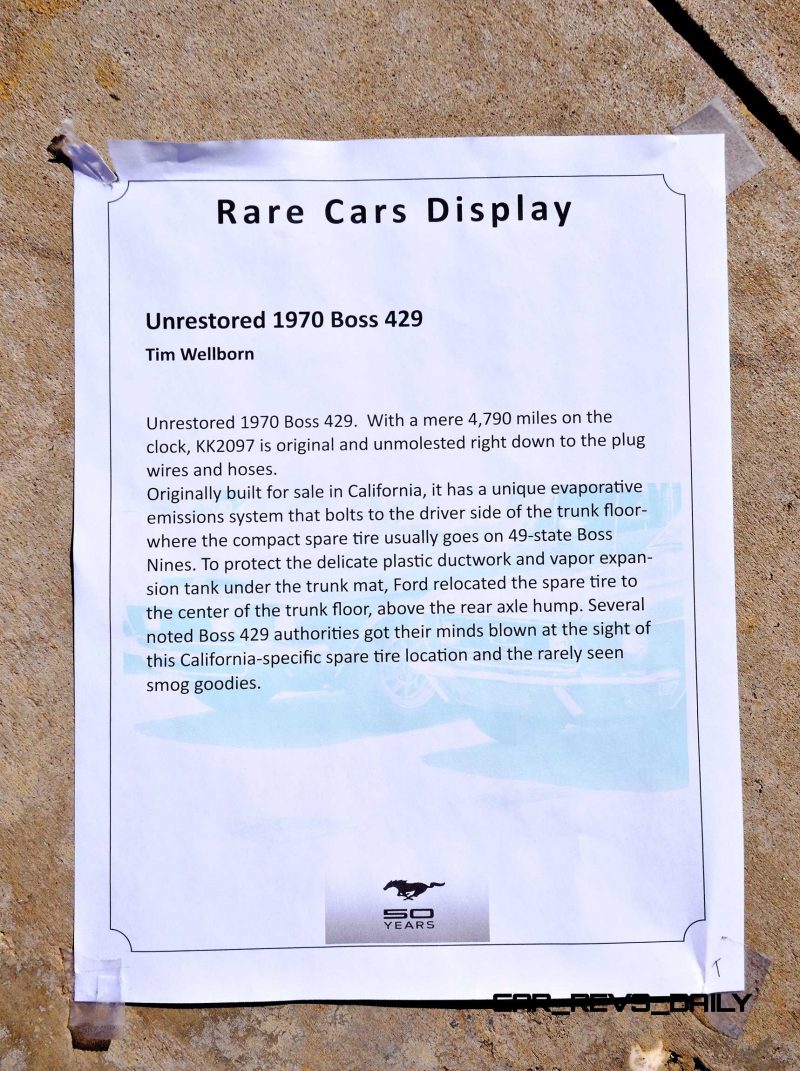 Rare Cars Display
Unrestored 1970 Boss 429
Tim Wellborn
Unrestored 1970 Boss 429.  With a mere 4,790 miles on the
clock, KK2097 is original and unmolested right down to the plug
wires and hoses.
Originally built for sale in California, it has a unique evaporative
emissions system that bolts to the driver side of the trunk floor-
where the compact spare tire usually goes on 49-state Boss
Nines. To protect the delicate plastic ductwork and vapor expan-
sion tank under the trunk mat, Ford relocated the spare tire to
the center of the trunk floor, above the rear axle hump. Several
noted Boss 429 authorities got their minds blown at the sight of
this California-specific spare tire location and the rarely seen
smog goodies.
50
YEARS
T
CAR_REVS_DAILY